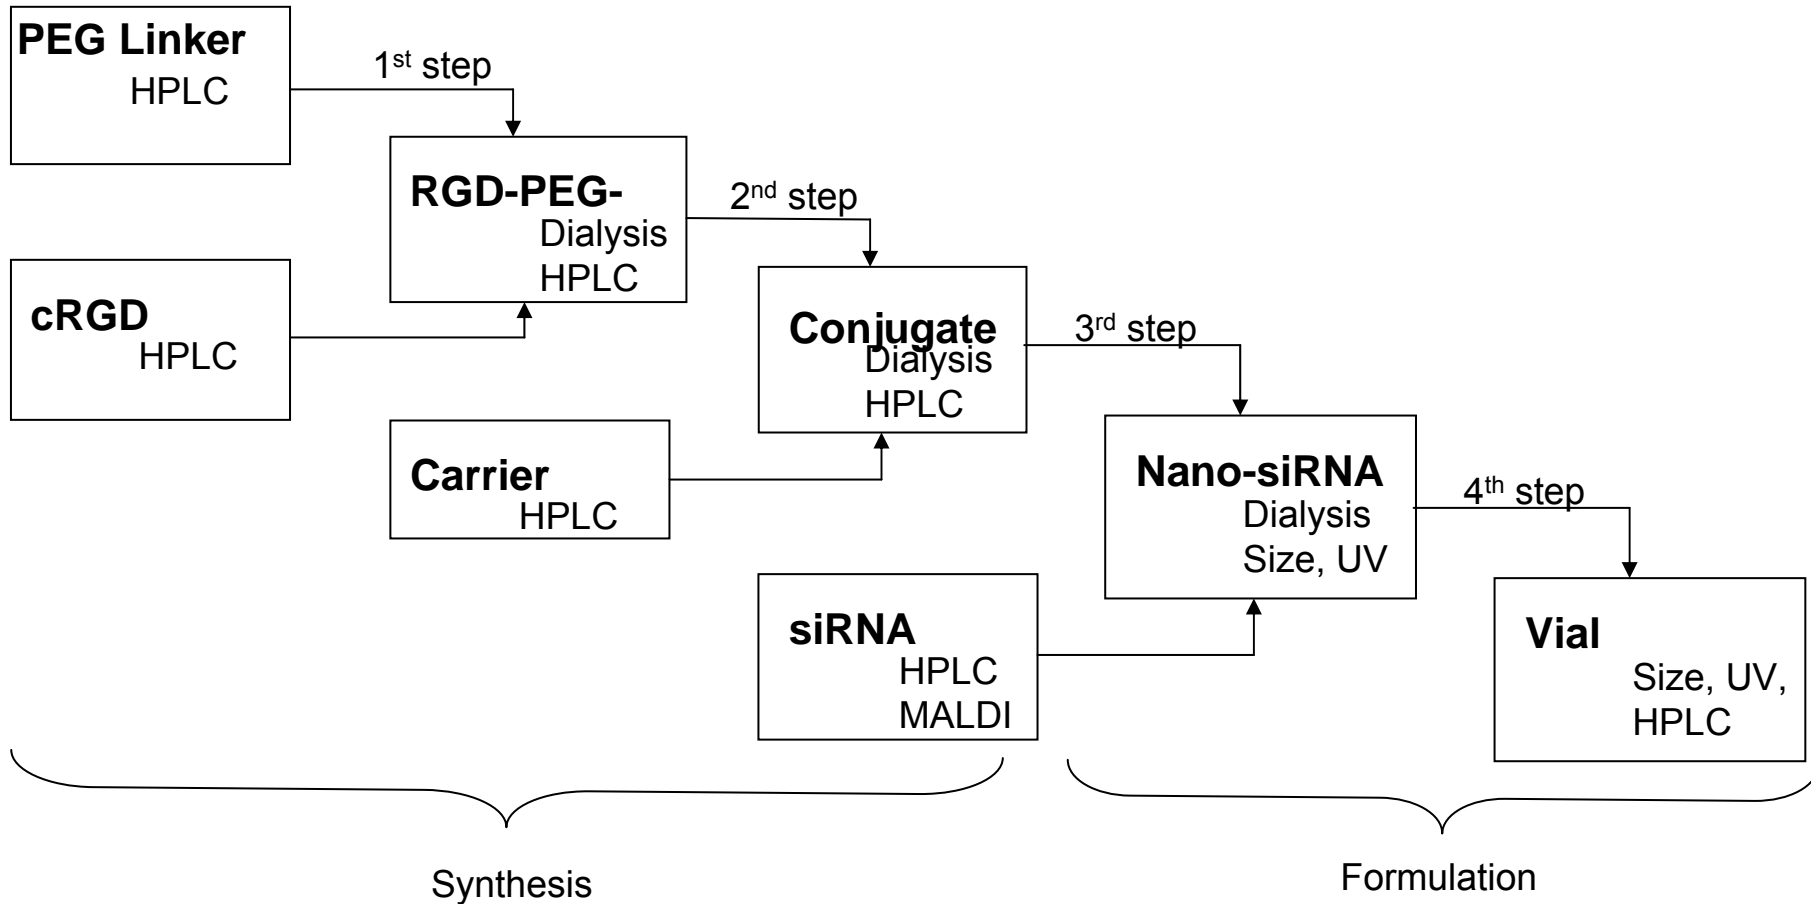 PEG Linker
HPLC
1st step
RGD-PEG-
Dialysis
HPLC
2nd step
cRGD
HPLC
Conjugate
Dialysis
HPLC
3rd step
Carrier
HPLC
Nano-siRNA
Dialysis
Size, UV
4th step
siRNA
HPLC
MALDI
Vial
Size, UV,
HPLC
Synthesis
Formulation